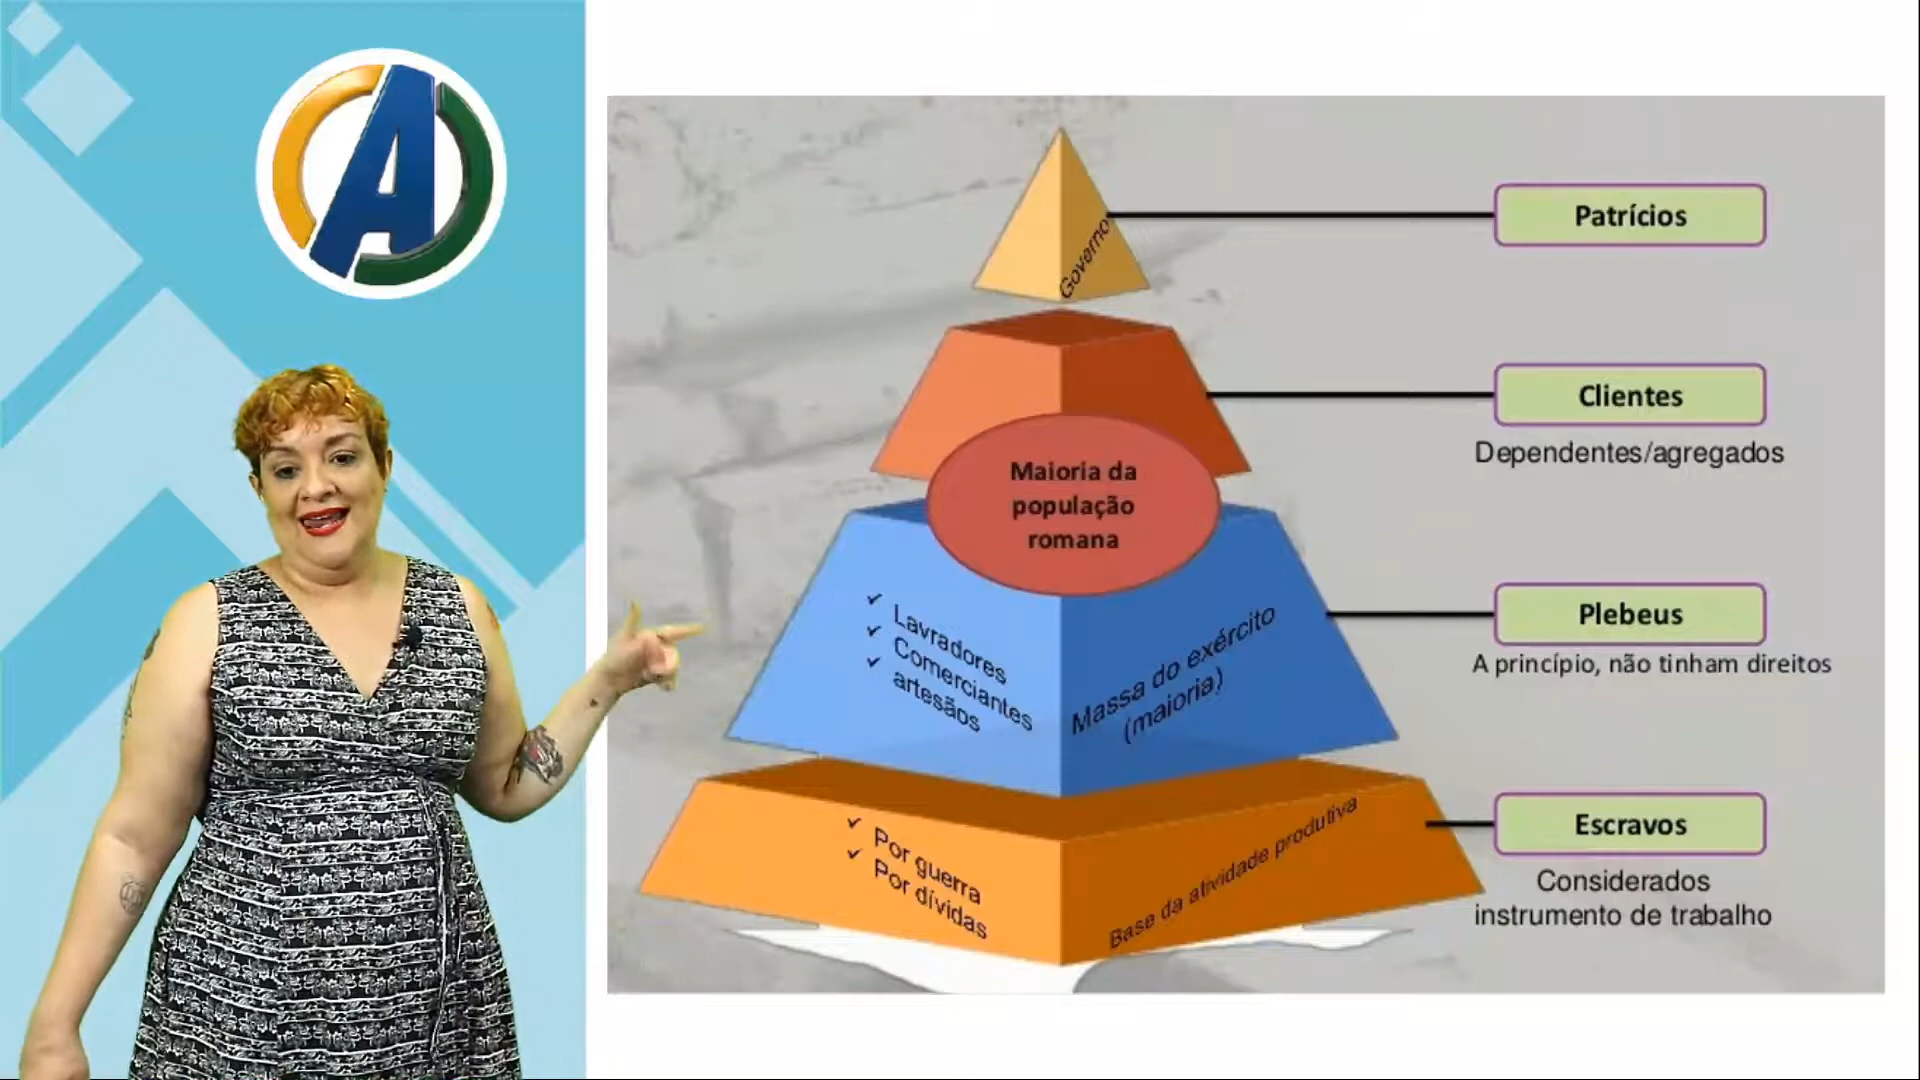 A
Governo
Patrícios
Clientes
Dependentes/agregados
Maioria da
população
romana
✓ Lavradores
✓ Comerciantes
✓ artesãos
Massa do exército
(maioria)
Plebeus
A princípio, não tinham direitos
✓ Por guerra
✓ Por dívidas
Base da atividade produtiva
Escravos
Considerados
instrumento de trabalho